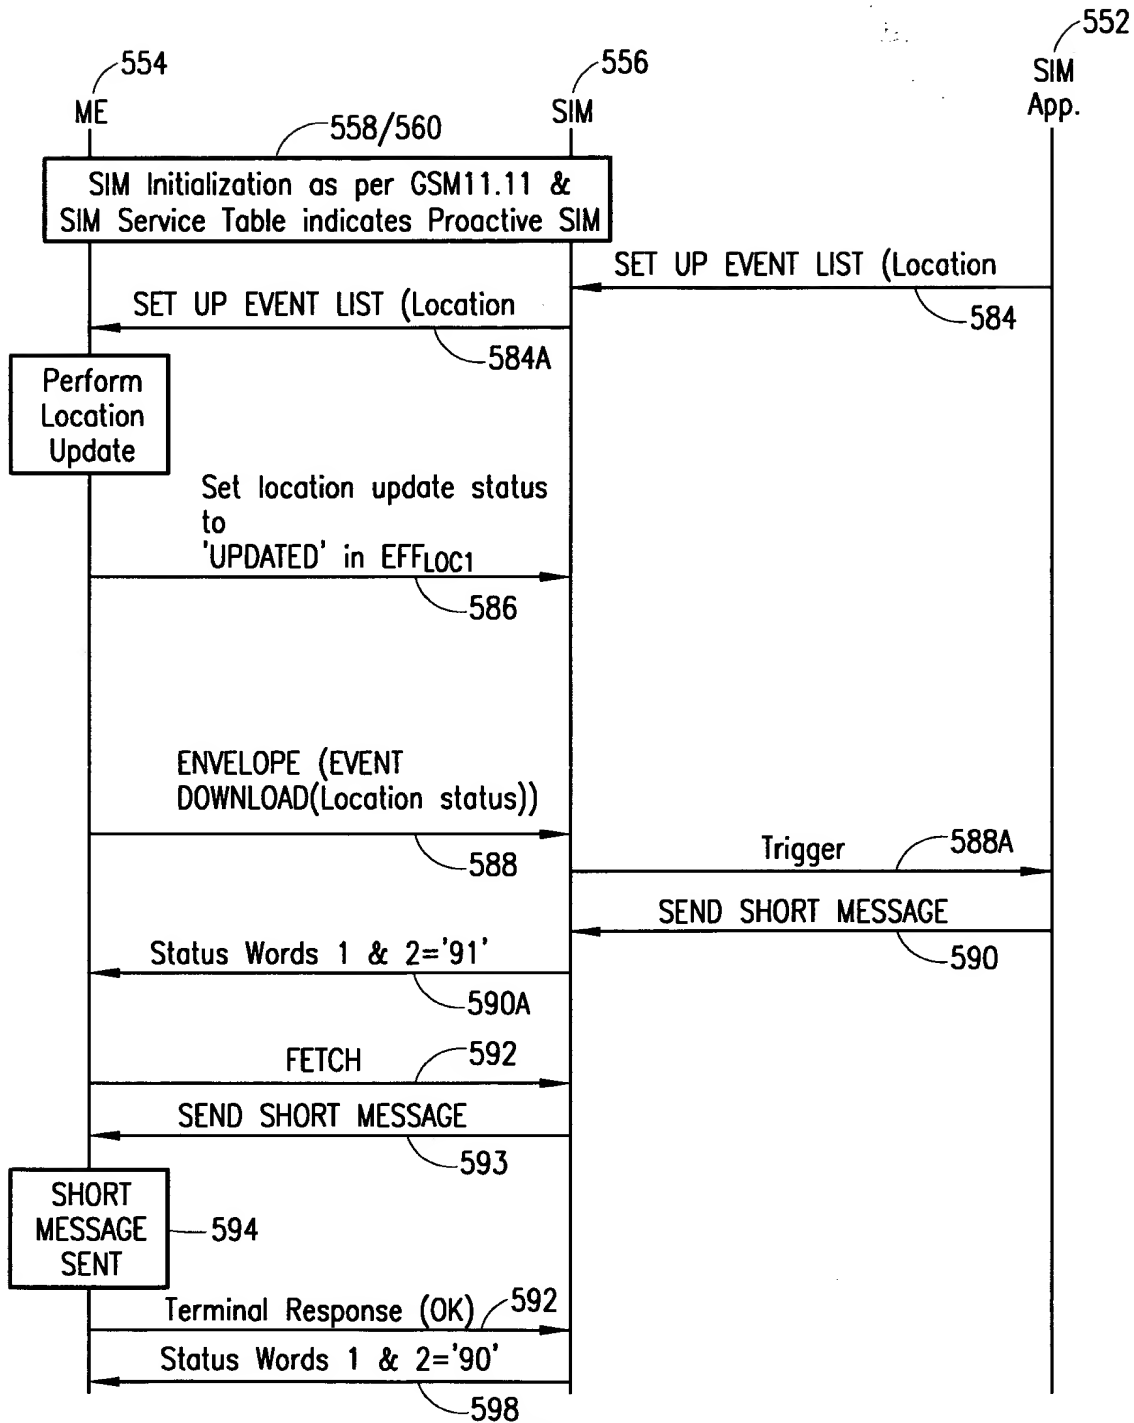 552
554
556
SIM
App.
ME
SIM
558/560
SIM Initialization as per GSM11.11 &
SIM Service Table indicates Proactive SIM
SET UP EVENT LIST (Location
584
SET UP EVENT LIST (Location
584A
Perform
Location
Update
Set location update status
to
'UPDATED' in EFFLOC1
586
ENVELOPE (EVENT
DOWNLOAD(Location status))
588
Trigger
588A
SEND SHORT MESSAGE
590
Status Words 1 & 2='91'
590A
FETCH
592
SEND SHORT MESSAGE
593
SHORT
MESSAGE
SENT
594
Terminal Response (OK)
592
Status Words 1 & 2='90'
598